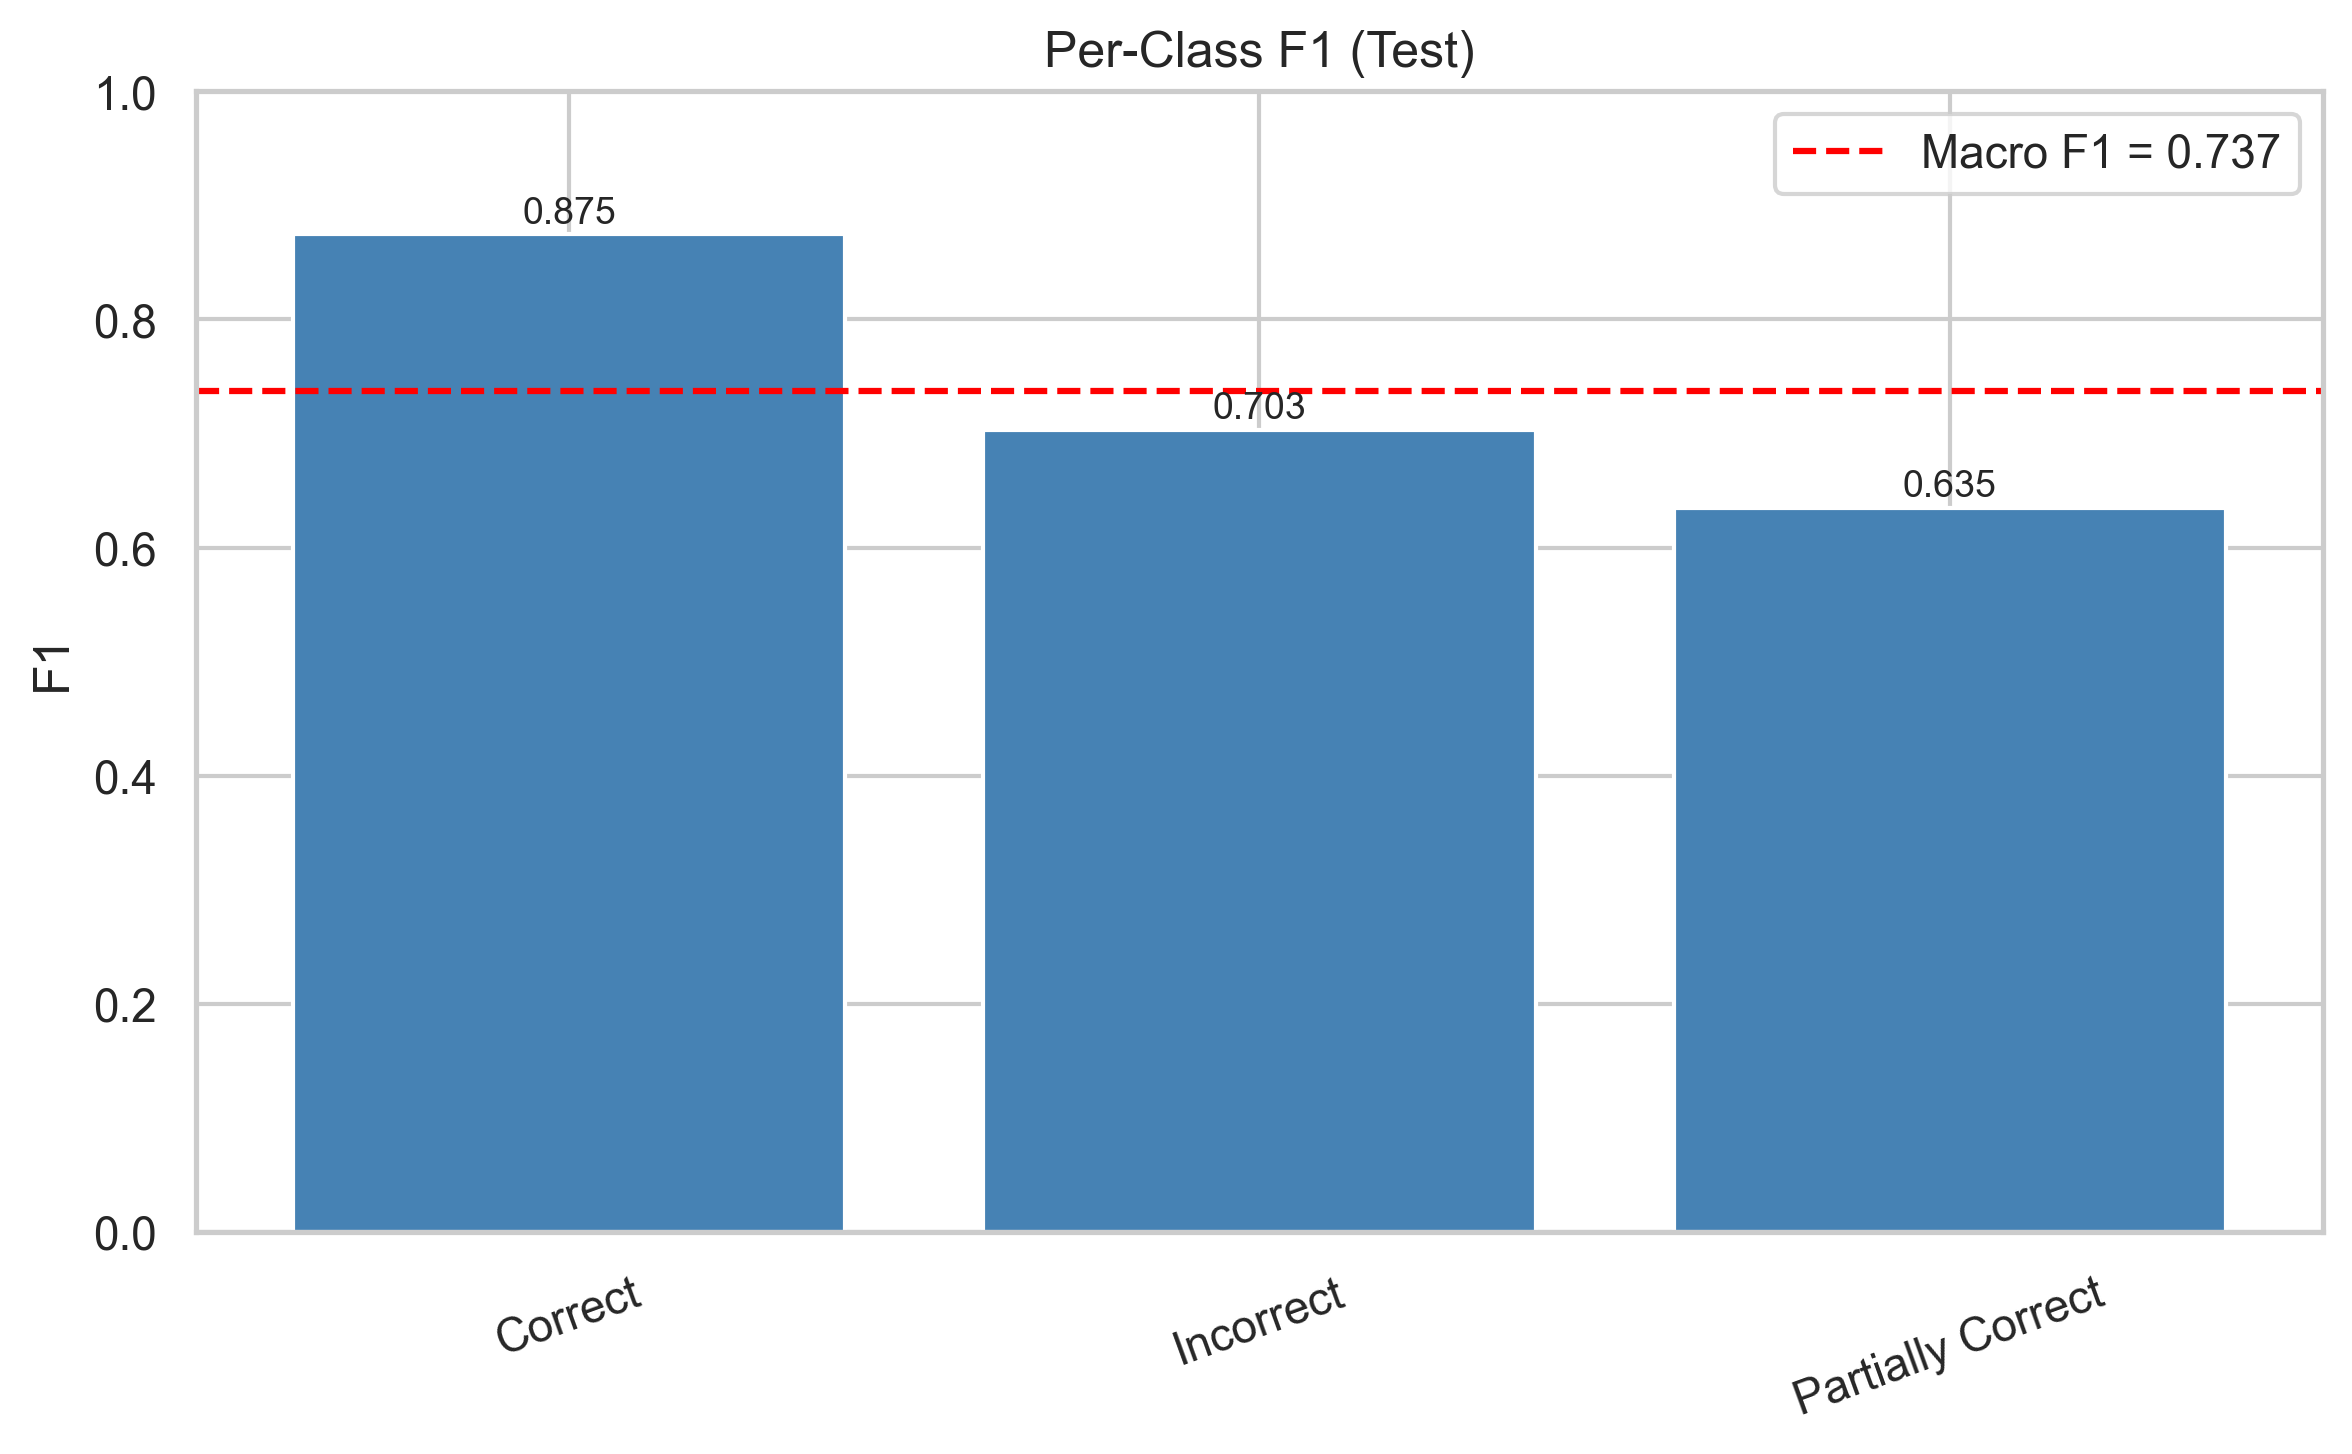 Per-Class F1 (Test)
1.0
Macro F1 = 0.737
0.875
0.8
0.703
0.635
0.6
F1
0.4
0.2
0.0
Correct
Incorrect
Partially Correct